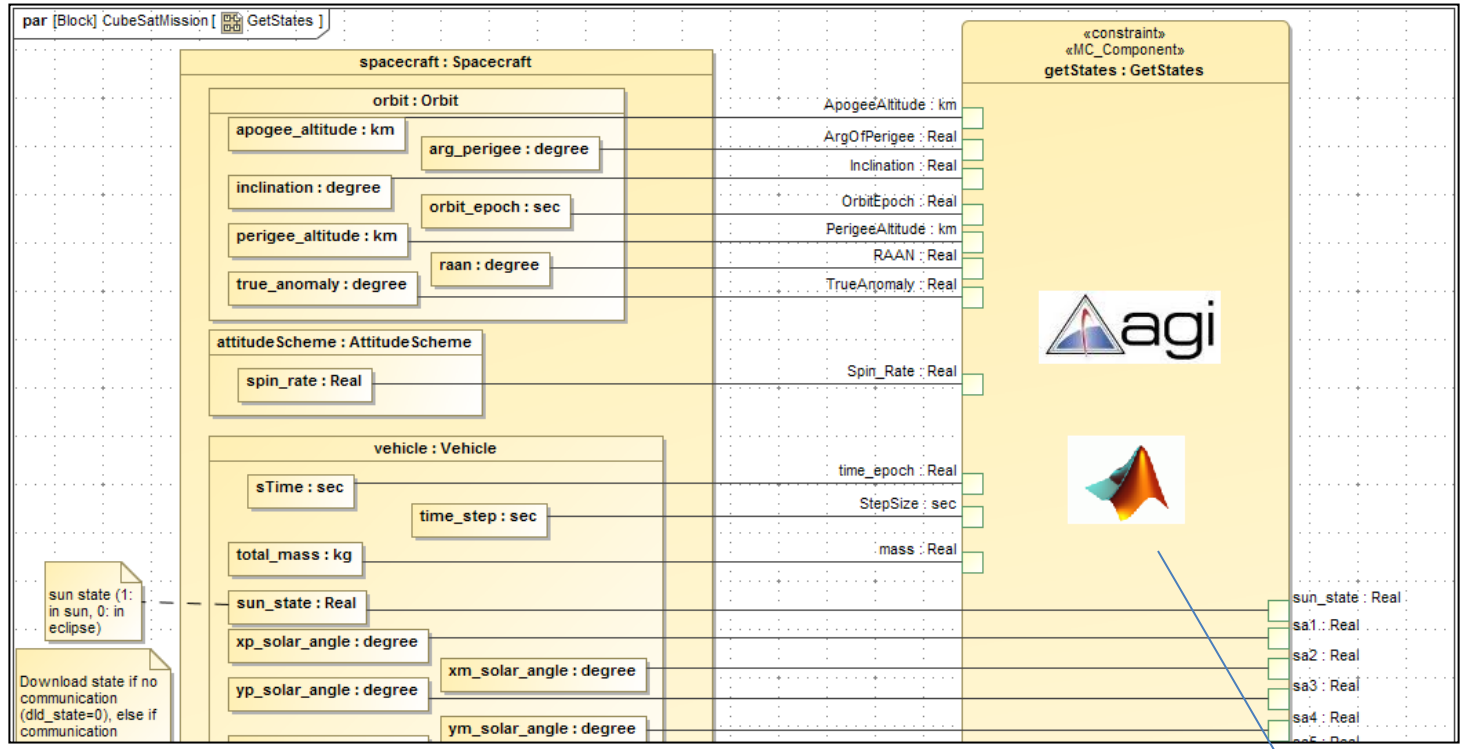 par [Block] CubeSatMission [ GetStates ]
spacecraft : Spacecraft
orbit : Orbit
apogee_altitude : km
arg_perigee : degree
inclination : degree
orbit_epoch : sec
perigee_altitude : km
raan : degree
true_anomaly : degree
attitudeScheme : AttitudeScheme
spin_rate : Real
vehicle : Vehicle
sTime : sec
time_step : sec
total_mass : kg
sun_state : Real
xp_solar_angle : degree
xm_solar_angle : degree
yp_solar_angle : degree
ym_solar_angle : degree
sun state (1:
in sun, 0: in
eclipse)
Download state if no
communication
(dld_state=0), else if
communication
ApogeeAltitude : km
ArgOfPerigee : Real
Inclination : Real
OrbitEpoch : Real
PerigeeAltitude : km
RAAN : Real
TrueAnomaly : Real
Spin_Rate : Real
time_epoch : Real
StepSize : sec
mass : Real
«constraint»
«MC_Component»
getStates : GetStates
agi
sun_state : Real
sa1 : Real
sa2 : Real
sa3 : Real
sa4 : Real